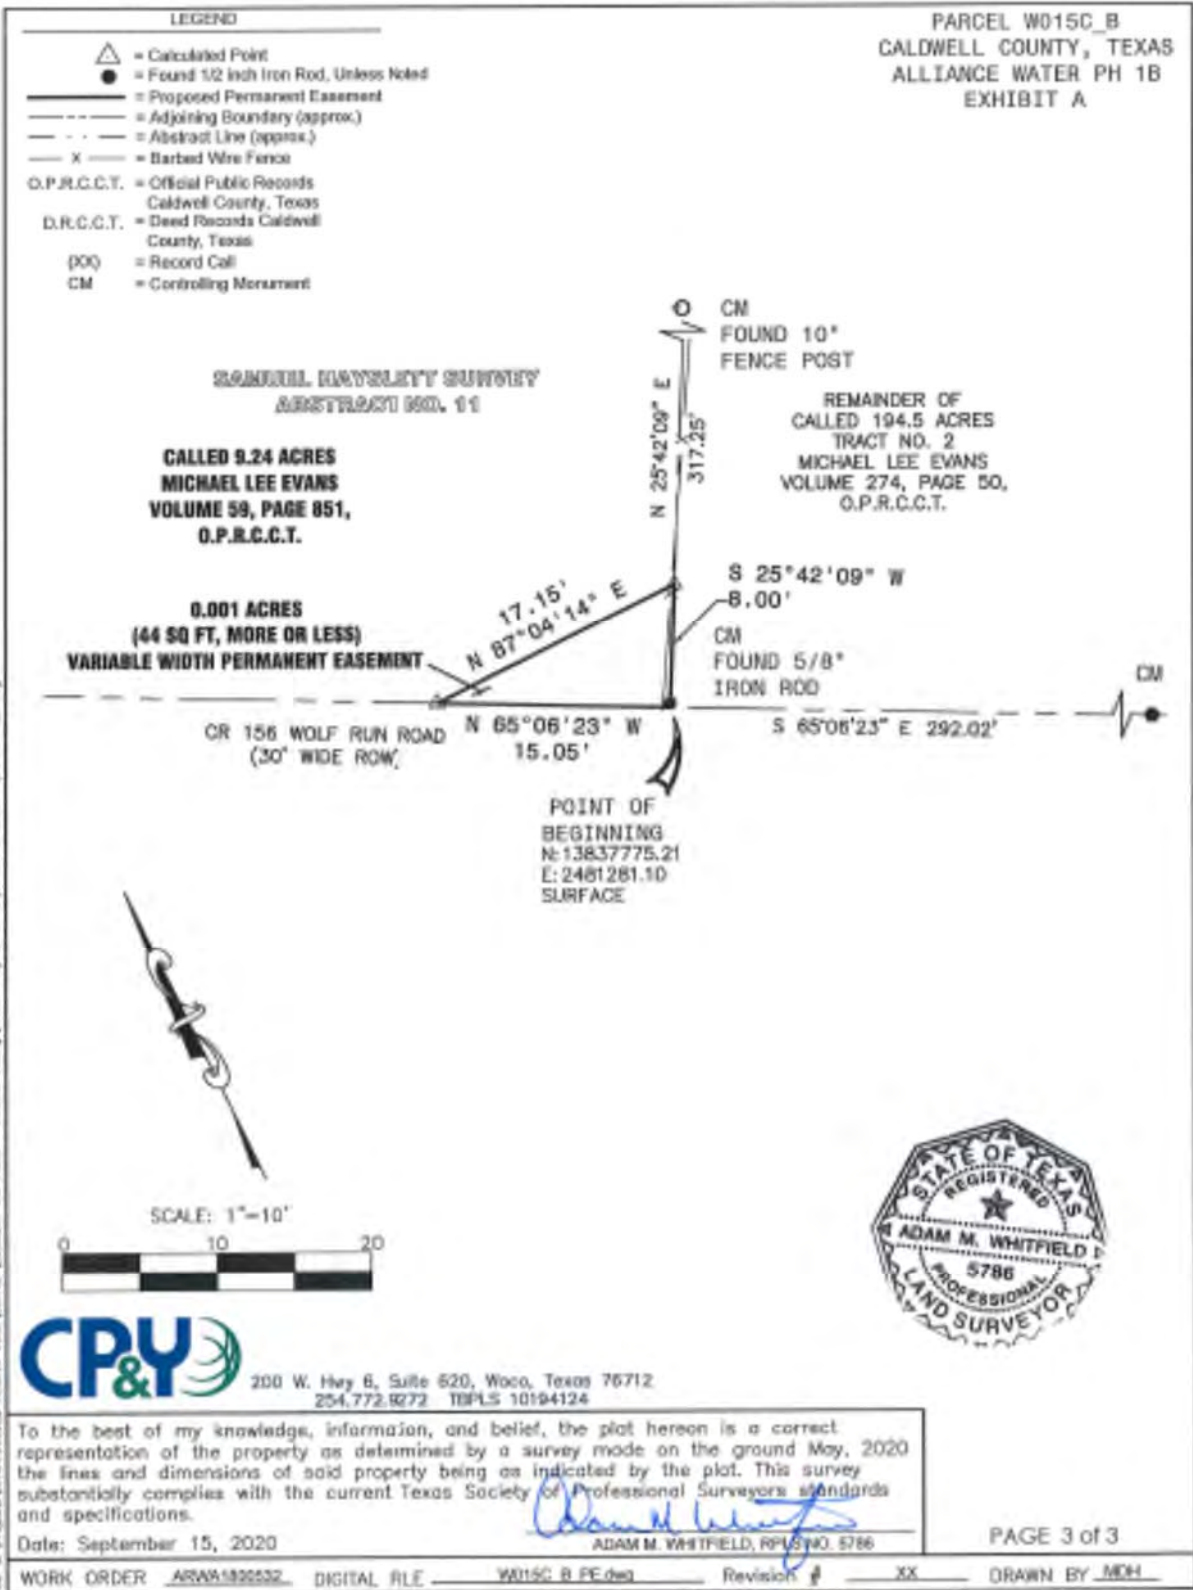 LEGEND
= Calculated Point
= Found 1/2 inch Iron Rod, Unless Noted
= Proposed Permanent Easement
= Adjoining Boundary (approx.)
= Abstract Line (approx.)
X = Barbed Wire Fence
O.P.R.C.C.T. = Official Public Records
Caldwell County, Texas
D.R.C.C.T. = Deed Records Caldwell
County, Texas
(XX) = Record Call
CM = Controlling Monument
PARCEL W015C_B
CALDWELL COUNTY, TEXAS
ALLIANCE WATER PH 1B
EXHIBIT A
CM
FOUND 10"
FENCE POST
SAMUEL HAYSLETT SURVEY
ABSTRACT NO. 11
N 25°42'09" E
317.25'
REMAINDER OF
CALLED 194.5 ACRES
TRACT NO. 2
MICHAEL LEE EVANS
VOLUME 274, PAGE 50,
O.P.R.C.C.T.
CALLED 9.24 ACRES
MICHAEL LEE EVANS
VOLUME 59, PAGE 851,
O.P.R.C.C.T.
S 25°42'09" W
8.00'
17.15'
N 87°04'14" E
0.001 ACRES
(44 SQ FT, MORE OR LESS)
VARIABLE WIDTH PERMANENT EASEMENT
CM
FOUND 5/8"
IRON ROD
CM
CR 156 WOLF RUN ROAD
(30' WIDE ROW)
N 65°06'23" W
15.05'
S 65°06'23" E 292.02'
POINT OF
BEGINNING
N: 13837775.21
E: 2481281.10
SURFACE
SCALE: 1"=10'
0 10 20
STATE OF TEXAS
REGISTERED
ADAM M. WHITFIELD
5786
PROFESSIONAL
LAND SURVEYOR
CP&Y
200 W. Hwy 6, Suite 620, Waco, Texas 76712
254.772.9272 TBPLS 10194124
To the best of my knowledge, informaion, and belief, the plat hereon is a correct
representation of the property as determined by a survey made on the ground May, 2020
the lines and dimensions of said property being as indicated by the plat. This survey
substantially complies with the current Texas Society of Professional Surveyors standards
and specifications.
Date: September 15, 2020
ADAM M. WHITFIELD, RPLS NO. 5786
PAGE 3 of 3
WORK ORDER ARWA1800532 DIGITAL FILE W015C_B_PE.dwg Revision # XX DRAWN BY MDH